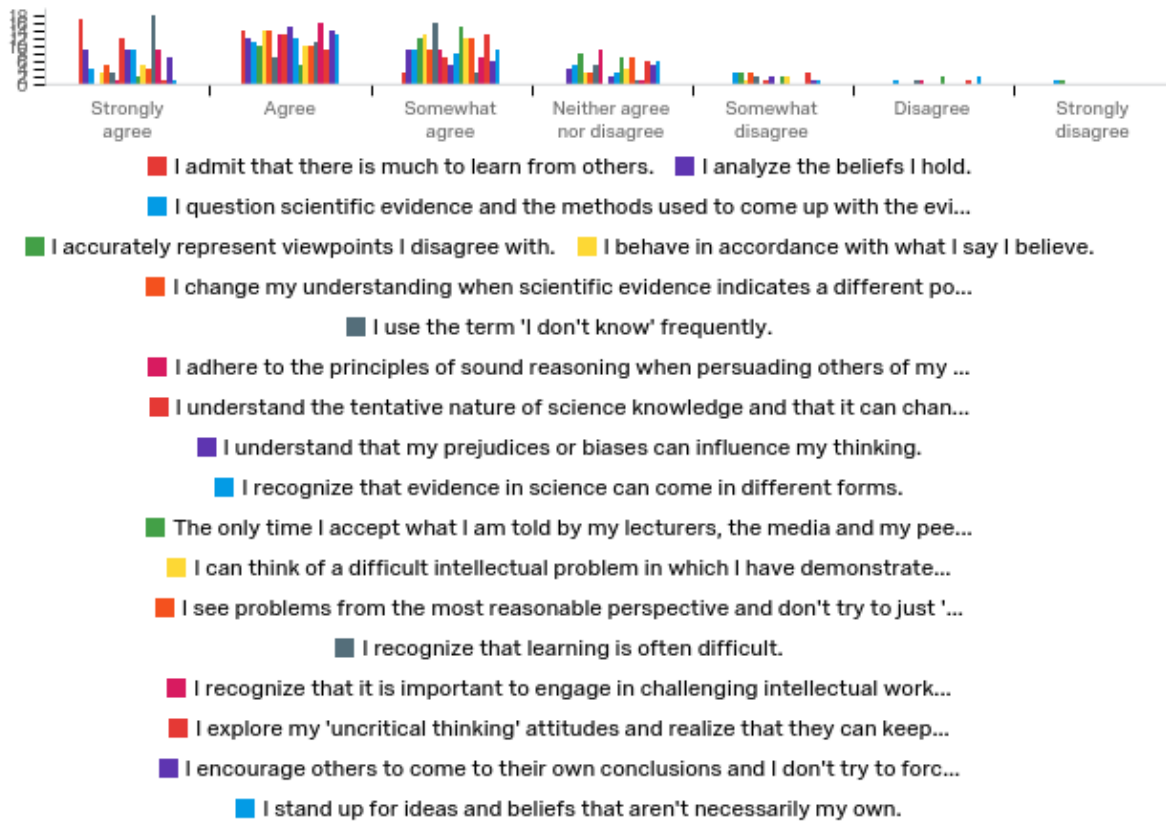 18
Strongly agree
Agree
Somewhat agree
Neither agree nor disagree
Somewhat disagree
Disagree
Strongly disagree
I admit that there is much to learn from others. I analyze the beliefs I hold.
I question scientific evidence and the methods used to come up with the evi...
I accurately represent viewpoints I disagree with. I behave in accordance with what I say I believe.
I change my understanding when scientific evidence indicates a different po...
I use the term 'I don't know' frequently.
I adhere to the principles of sound reasoning when persuading others of my ...
I understand the tentative nature of science knowledge and that it can chan...
I understand that my prejudices or biases can influence my thinking.
I recognize that evidence in science can come in different forms.
The only time I accept what I am told by my lecturers, the media and my pee...
I can think of a difficult intellectual problem in which I have demonstrate...
I see problems from the most reasonable perspective and don't try to just '...
I recognize that learning is often difficult.
I recognize that it is important to engage in challenging intellectual work...
I explore my 'uncritical thinking' attitudes and realize that they can keep...
I encourage others to come to their own conclusions and I don't try to forc...
I stand up for ideas and beliefs that aren't necessarily my own.